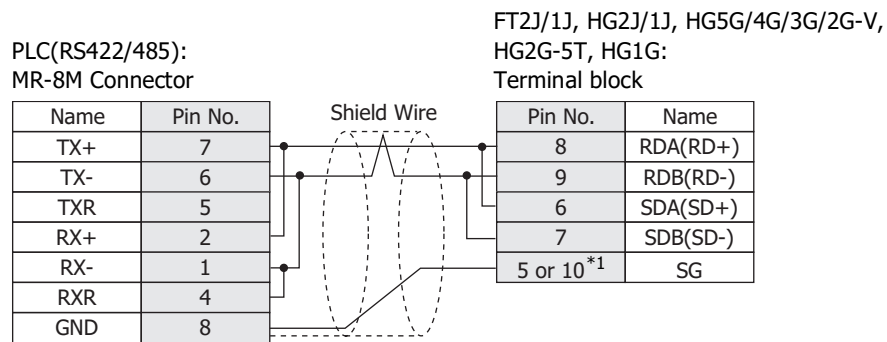 FT2J/1J, HG2J/1J, HG5G/4G/3G/2G-V,
HG2G-5T, HG1G:
Terminal block
PLC(RS422/485):
MR-8M Connector
Name Pin No. Shield Wire Pin No. Name
TX+ 7 8 RDA(RD+)
TX- 6 9 RDB(RD-)
TXR 5 6 SDA(SD+)
RX+ 2 7 SDB(SD-)
RX- 1 5 or 10*1 SG
RXR 4
GND 8